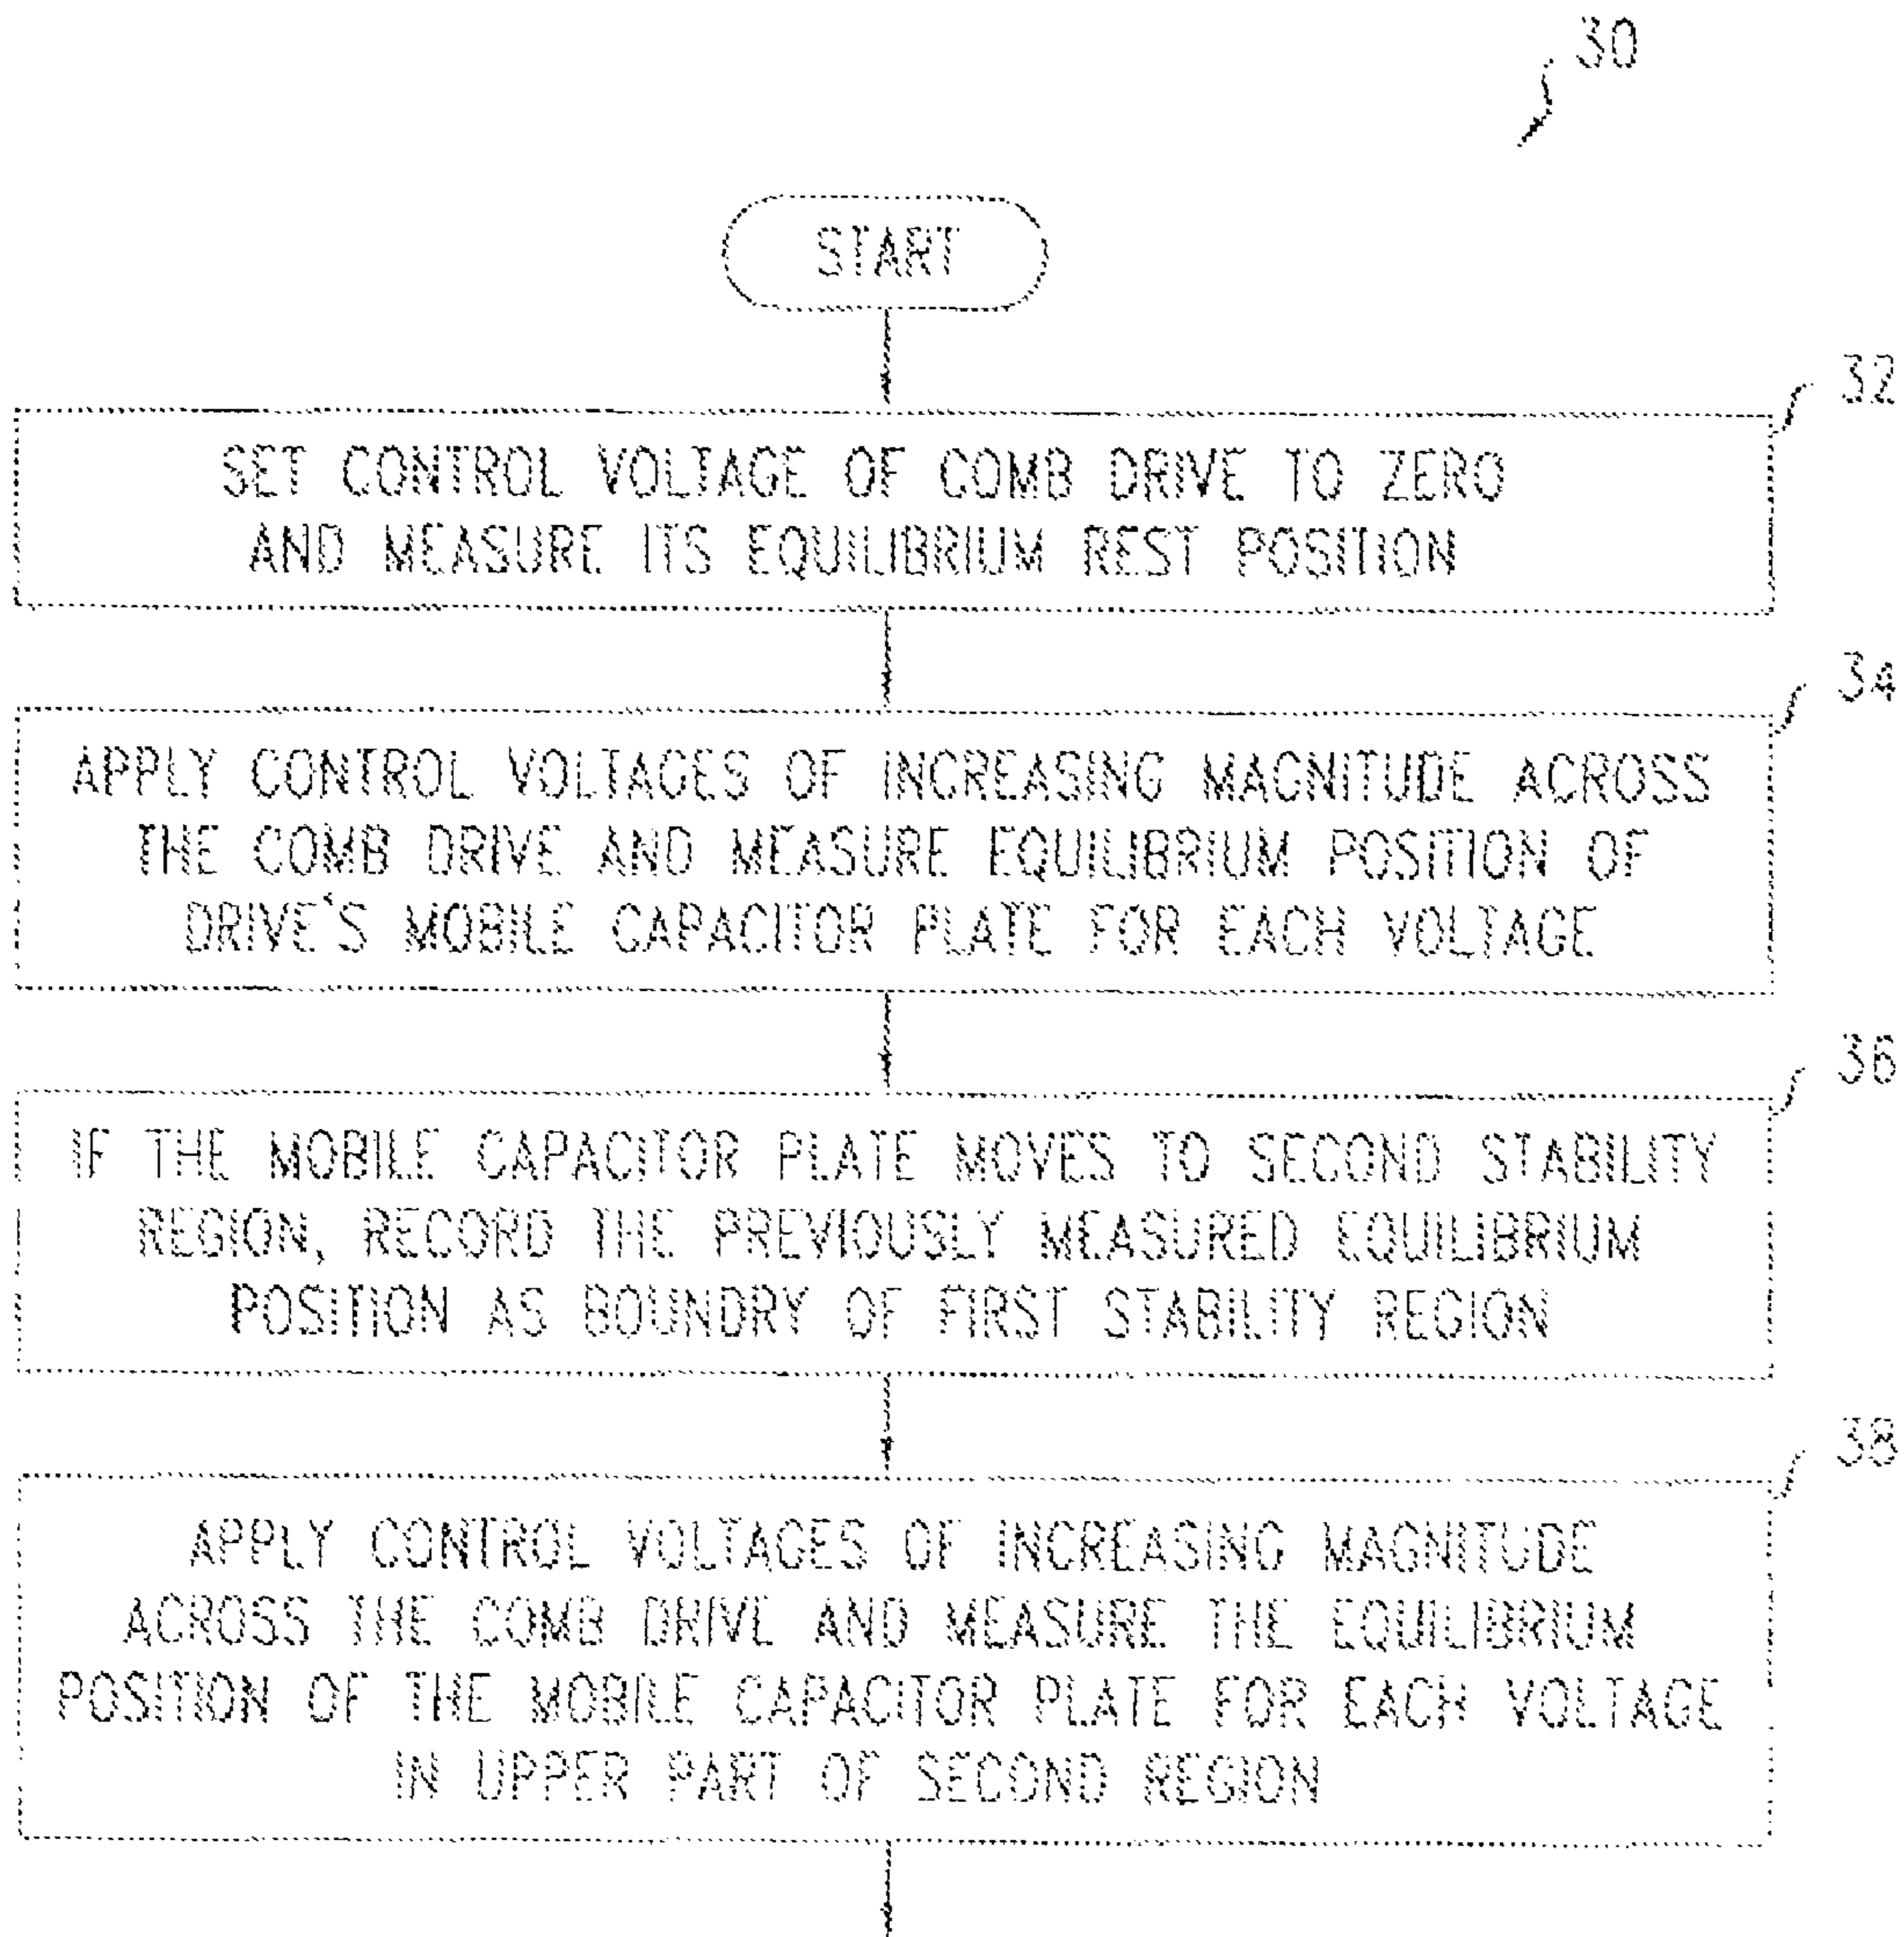 30
START
32
SET CONTROL VOLTAGE OF COMB DRIVE TO ZERO
AND MEASURE ITS EQUILIBRIUM REST POSITION
34
APPLY CONTROL VOLTAGES OF INCREASING MAGNITUDE ACROSS
THE COMB DRIVE AND MEASURE EQUILIBRIUM POSITION OF
DRIVE'S MOBILE CAPACITOR PLATE FOR EACH VOLTAGE
36
IF THE MOBILE CAPACITOR PLATE MOVES TO SECOND STABILITY
REGION, RECORD THE PREVIOUSLY MEASURED EQUILIBRIUM
POSITION AS BOUNDRY OF FIRST STABILITY REGION
38
APPLY CONTROL VOLTAGES OF INCREASING MAGNITUDE
ACROSS THE COMB DRIVE AND MEASURE THE EQUILIBRIUM
POSITION OF THE MOBILE CAPACITOR PLATE FOR EACH VOLTAGE
IN UPPER PART OF SECOND REGION